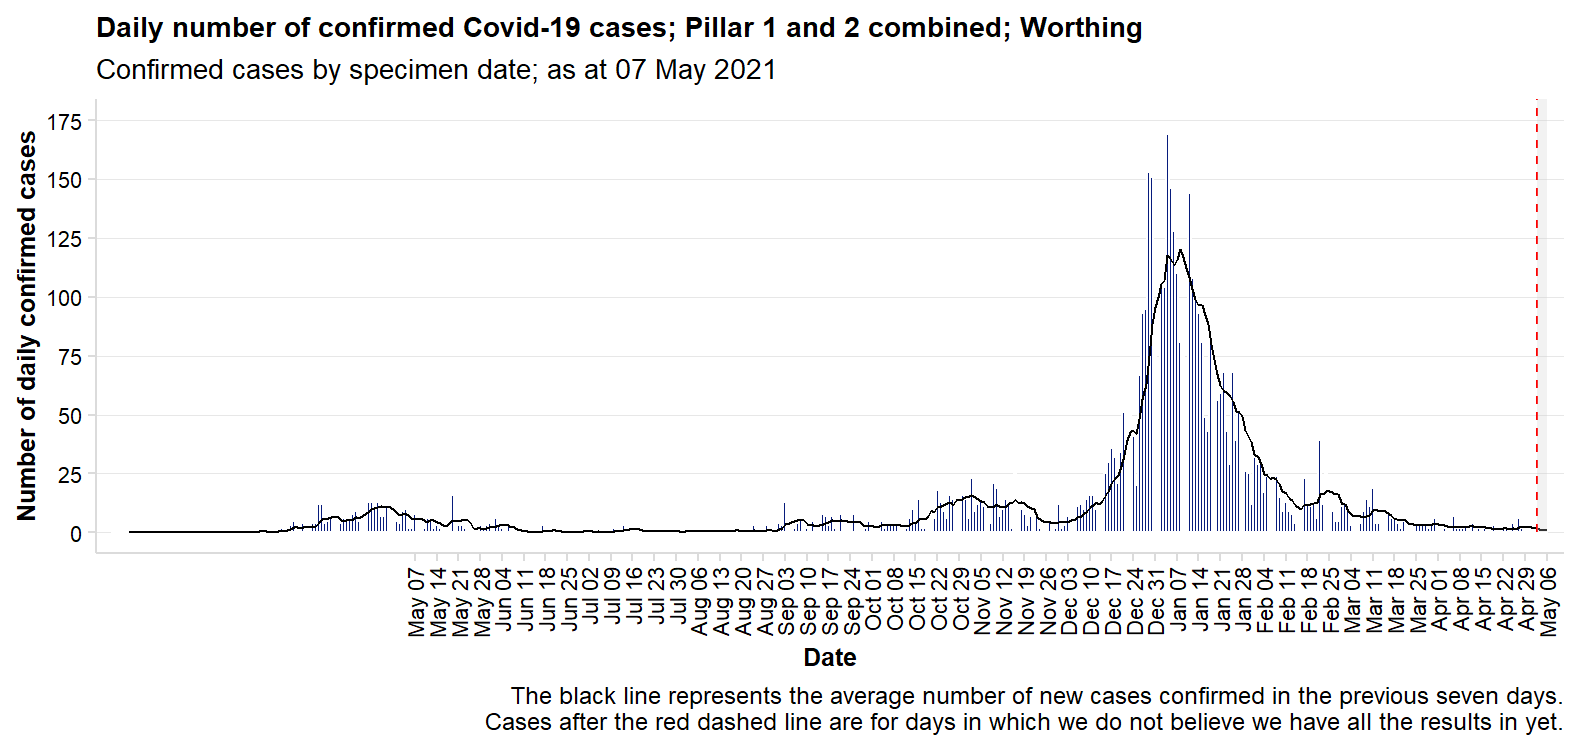 Daily number of confirmed Covid-19 cases; Pillar 1 and 2 combined; Worthing
Confirmed cases by specimen date; as at 07 May 2021
Number of daily confirmed cases
175
150
125
100
75
50
25
0
May 07
May 14
May 21
May 28
Jun 04
Jun 11
Jun 18
Jun 25
Jul 02
Jul 09
Jul 16
Jul 23
Jul 30
Aug 06
Aug 13
Aug 20
Aug 27
Sep 03
Sep 10
Sep 17
Sep 24
Oct 01
Oct 08
Oct 15
Oct 22
Oct 29
Nov 05
Nov 12
Nov 19
Nov 26
Dec 03
Dec 10
Dec 17
Dec 24
Dec 31
Jan 07
Jan 14
Jan 21
Jan 28
Feb 04
Feb 11
Feb 18
Feb 25
Mar 04
Mar 11
Mar 18
Mar 25
Apr 01
Apr 08
Apr 15
Apr 22
Apr 29
May 06
Date
The black line represents the average number of new cases confirmed in the previous seven days.
Cases after the red dashed line are for days in which we do not believe we have all the results in yet.